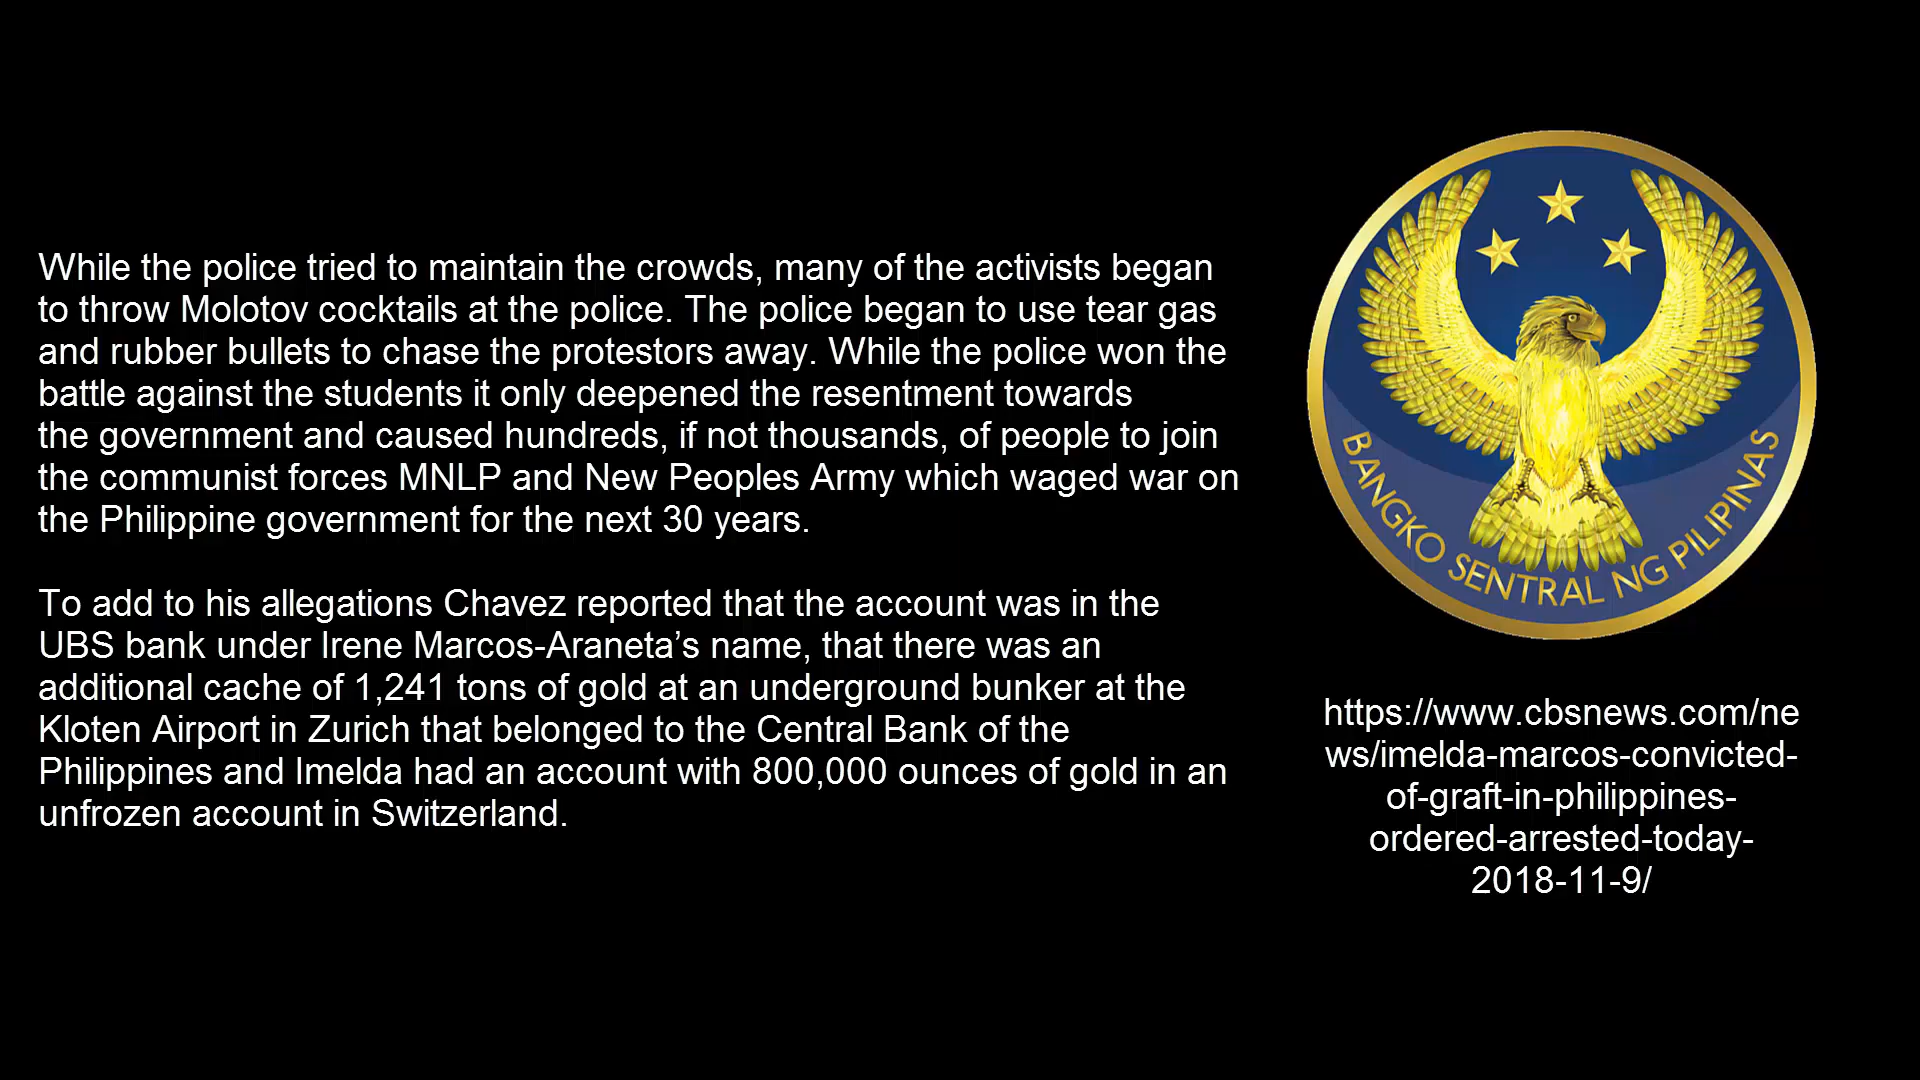 While the police tried to maintain the crowds, many of the activists began
to throw Molotov cocktails at the police. The police began to use tear gas
and rubber bullets to chase the protestors away. While the police won the
battle against the students it only deepened the resentment towards
the government and caused hundreds, if not thousands, of people to join
the communist forces MNLP and New Peoples Army which waged war on
the Philippine government for the next 30 years.
To add to his allegations Chavez reported that the account was in the
UBS bank under Irene Marcos-Araneta’s name, that there was an
additional cache of 1,241 tons of gold at an underground bunker at the
Kloten Airport in Zurich that belonged to the Central Bank of the
Philippines and Imelda had an account with 800,000 ounces of gold in an
unfrozen account in Switzerland.
BANGKO SENTRAL NG PILIPINAS
https://www.cbsnews.com/ne
ws/imelda-marcos-convicted-
of-graft-in-philippines-
ordered-arrested-today-
2018-11-9/